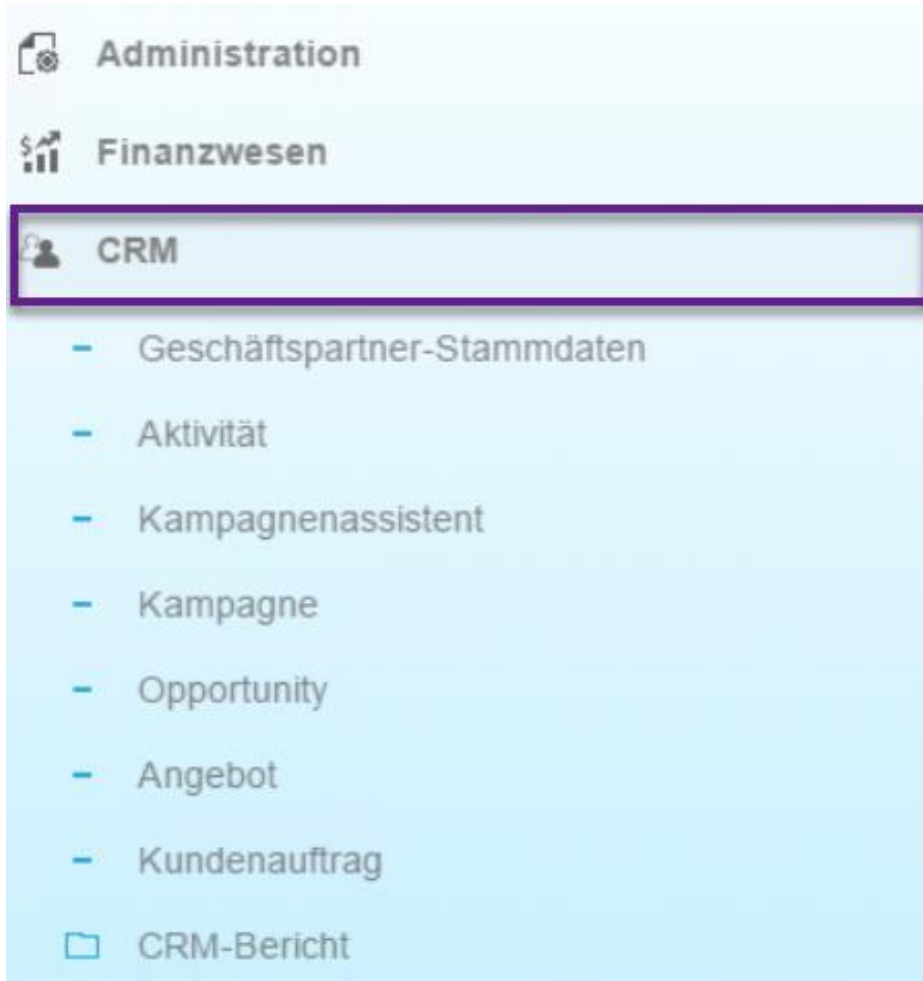 Administration
Finanzwesen
CRM
Geschäftspartner-Stammdaten
Aktivität
Kampagnenassistent
Kampagne
Opportunity
Angebot
Kundenauftrag
CRM-Bericht